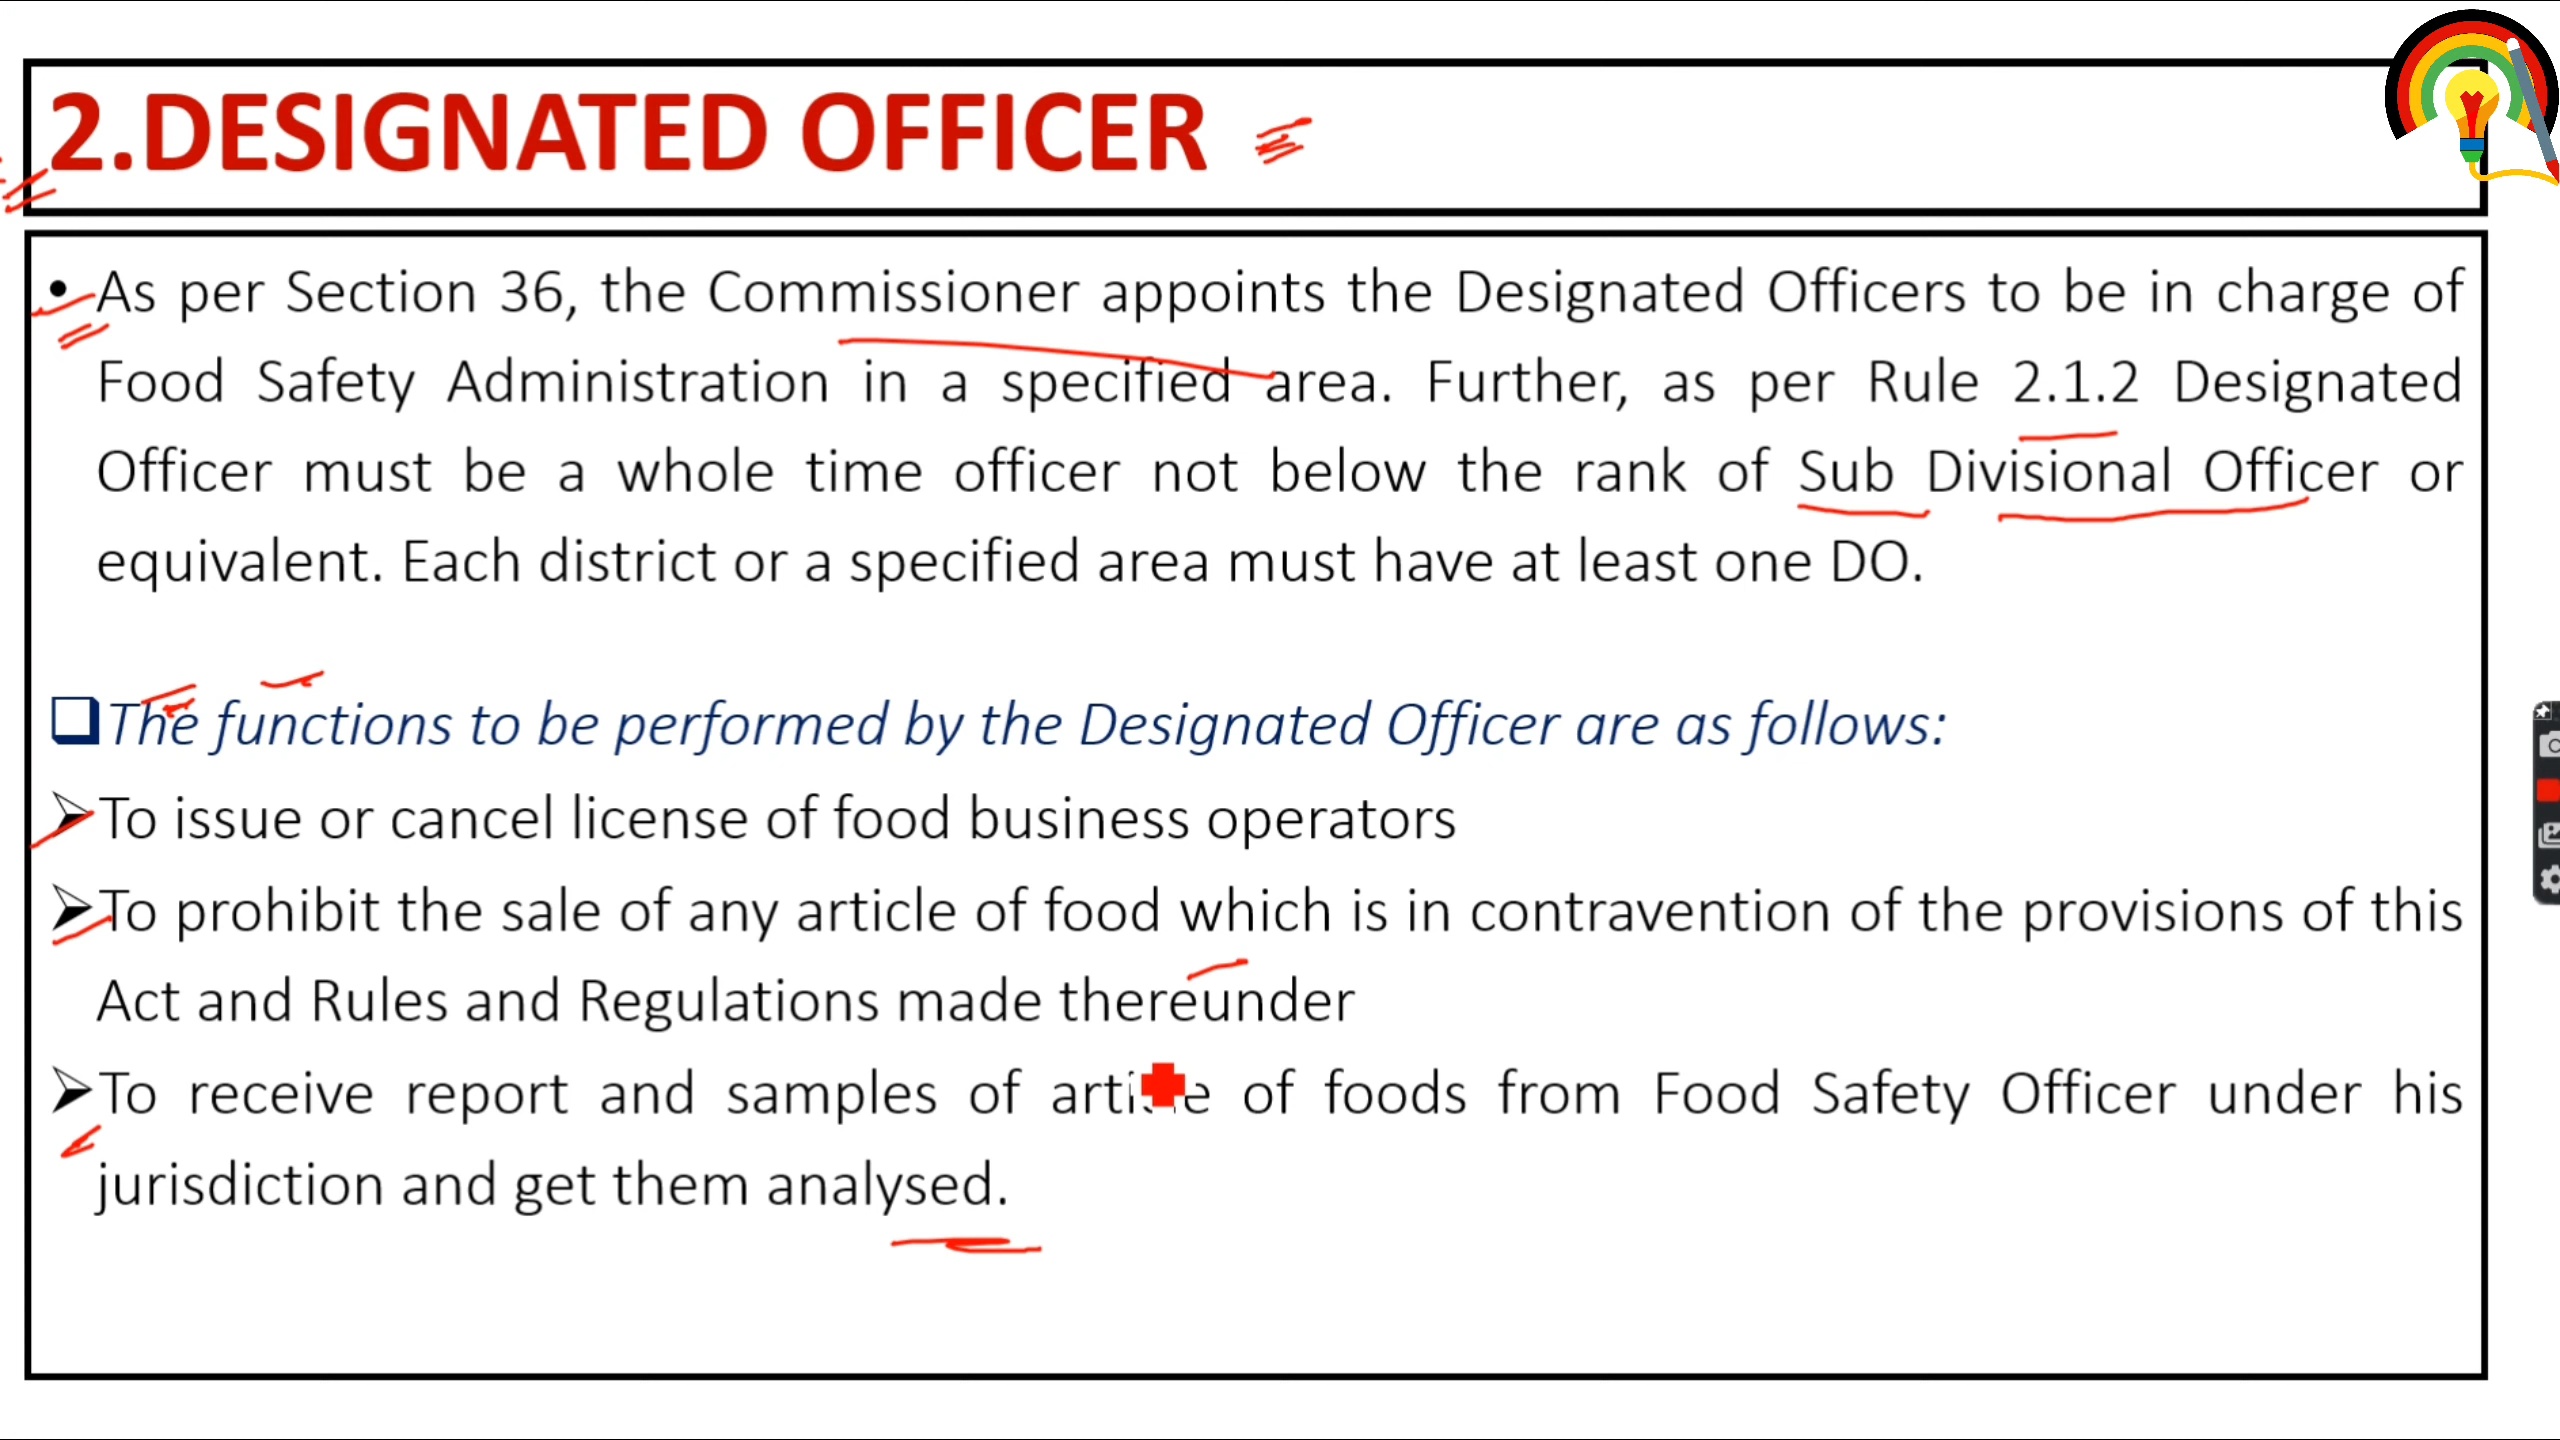 2.DESIGNATED OFFICER
• As per Section 36, the Commissioner appoints the Designated Officers to be in charge of
Food Safety Administration in a specified area. Further, as per Rule 2.1.2 Designated
Officer must be a whole time officer not below the rank of Sub Divisional Officer or
equivalent. Each district or a specified area must have at least one DO.
❑The functions to be performed by the Designated Officer are as follows:
➢To issue or cancel license of food business operators
➢To prohibit the sale of any article of food which is in contravention of the provisions of this
Act and Rules and Regulations made thereunder
➢To receive report and samples of article of foods from Food Safety Officer under his
jurisdiction and get them analysed.